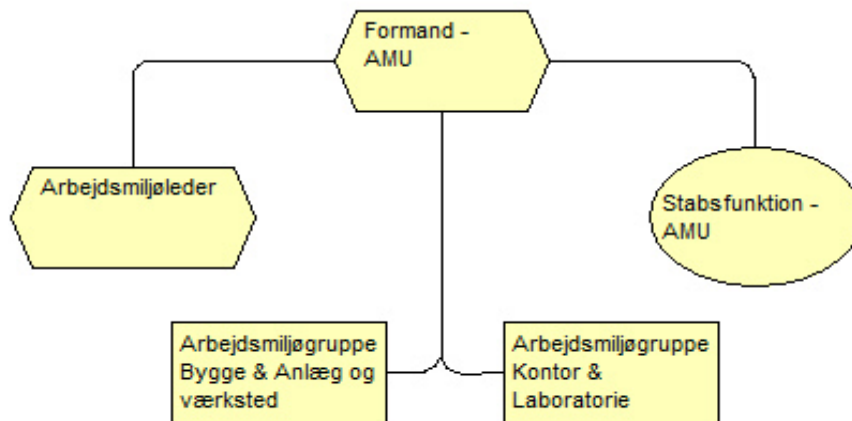 Formand -
AMU
Arbejdsmiljøleder
Stabsfunktion -
AMU
Arbejdsmiljøgruppe
Bygge & Anlæg og
værksted
Arbejdsmiljøgruppe
Kontor &
Laboratorie